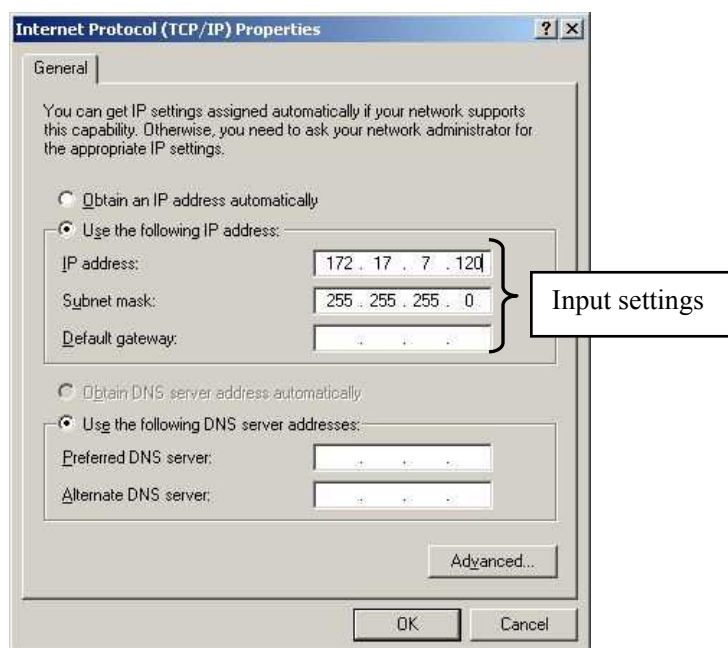 Internet Protocol (TCP/IP) Properties
General
You can get IP settings assigned automatically if your network supports
this capability. Otherwise, you need to ask your network administrator for
the appropriate IP settings.
Obtain an IP address automatically
Use the following IP address:
IP address: 172 . 17 . 7 . 120
Subnet mask: 255 . 255 . 255 . 0
Default gateway: . . .
Input settings
Obtain DNS server address automatically
Use the following DNS server addresses:
Preferred DNS server: . . .
Alternate DNS server: . . .
Advanced...
OK Cancel